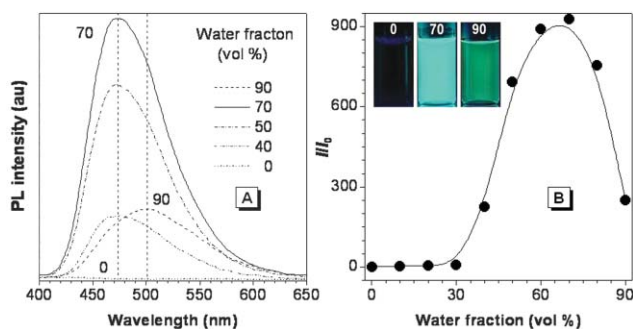 70
Water fracton
(vol %)
90
70
50
40
0
A
90
0
PL intensity (au)
400 450 500 550 600 650
Wavelength (nm)
900
600
300
0
I/I0
0 70 90
B
0 10 20 30 40 50 60 70 80 90
Water fraction (vol %)